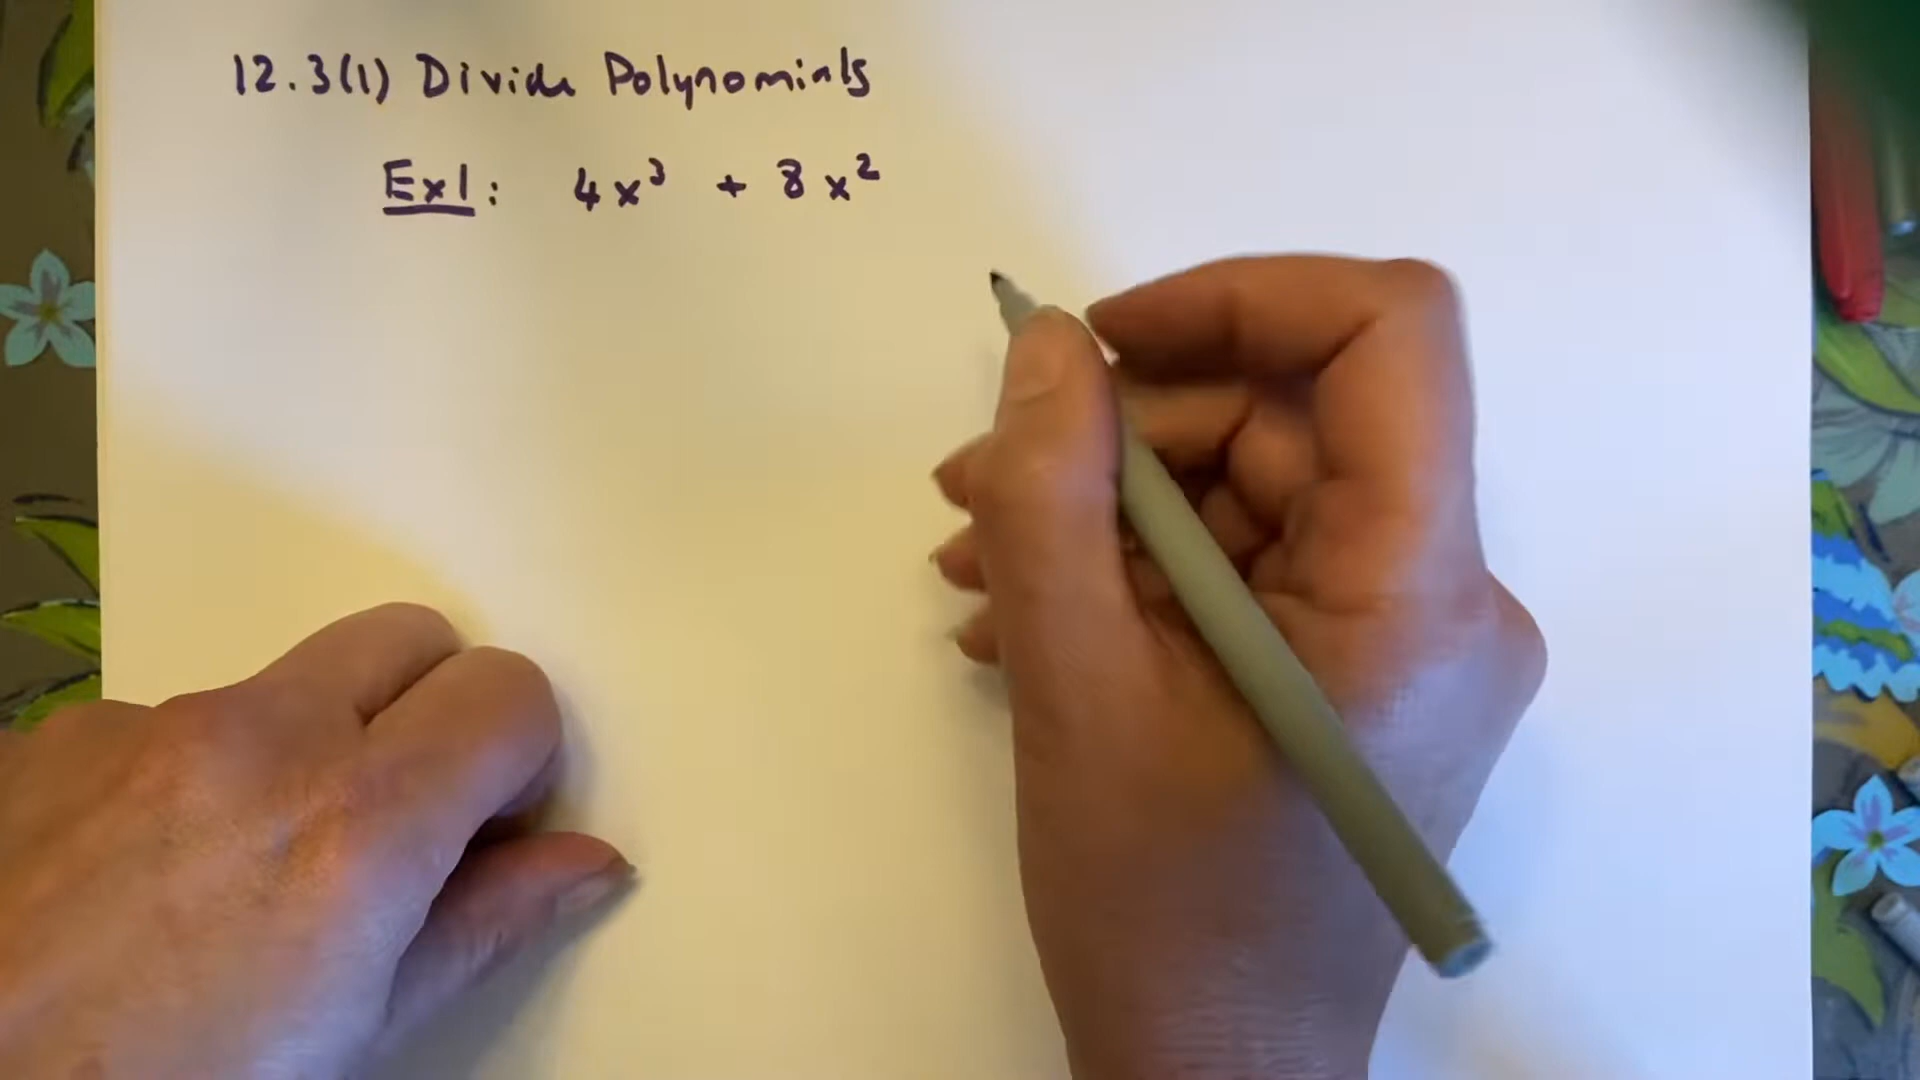 12.3(1) Divide Polynomials
Ex1: 4x³ + 8x²